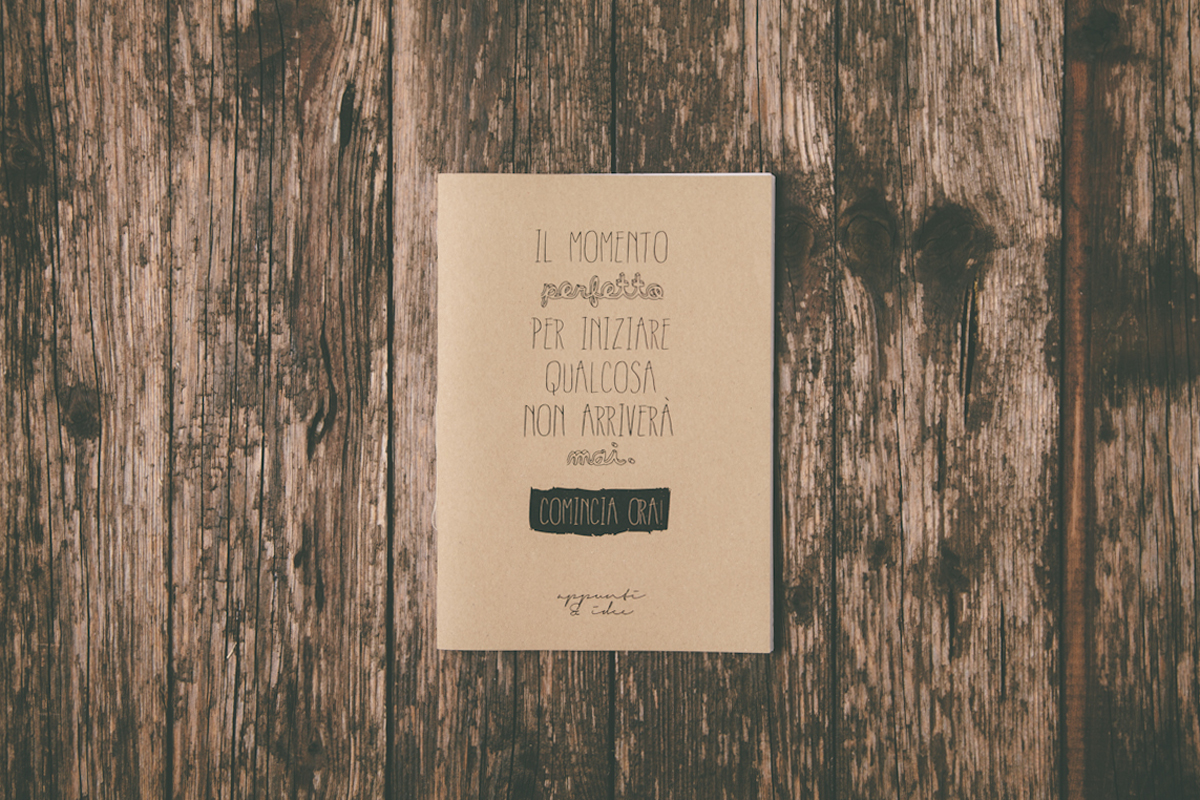 IL MOMENTO
perfetto
PER INIZIARE
QUALCOSA
NON ARRIVERÀ
mai.
COMINCIA ORA!
appunti
& idee